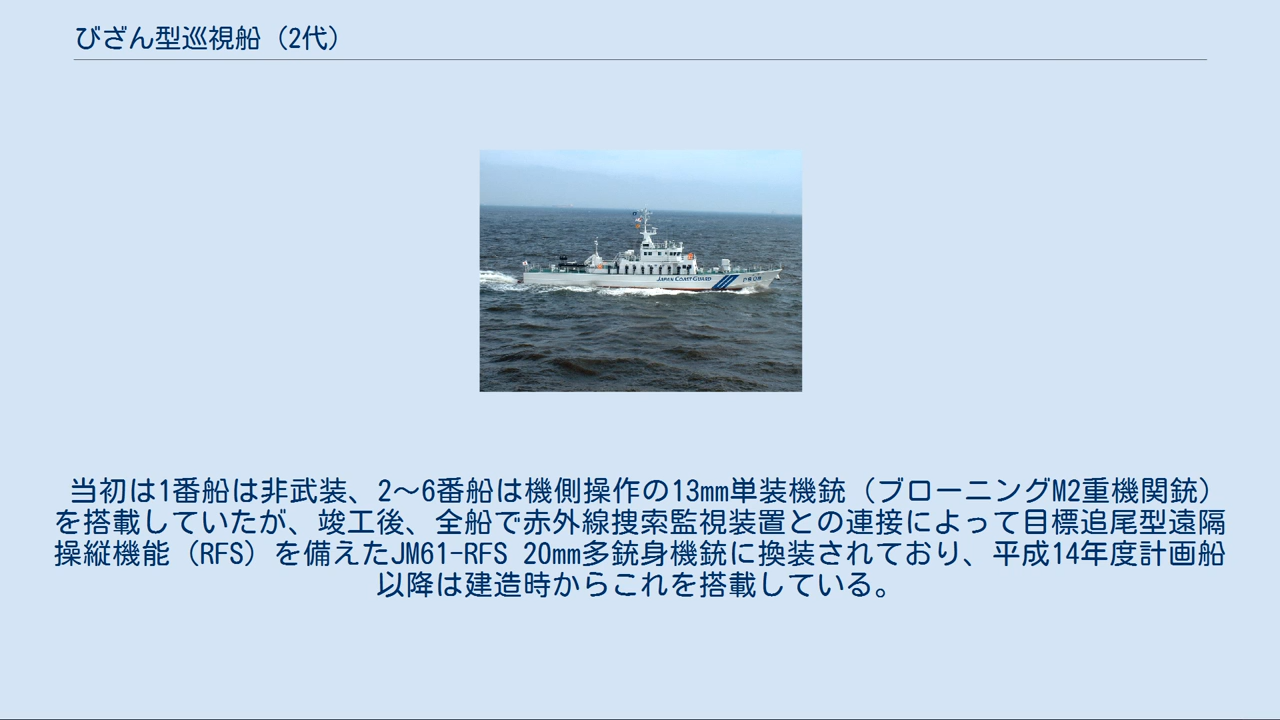 びざん型巡視船（2代）
JAPAN COAST GUARD
当初は1番船は非武装、2～6番船は機側操作の13mm単装機銃（ブローニングM2重機関銃）
を搭載していたが、竣工後、全船で赤外線捜索監視装置との連接によって目標追尾型遠隔
操縦機能（RFS）を備えたJM61-RFS 20mm多銃身機銃に換装されており、平成14年度計画船
以降は建造時からこれを搭載している。